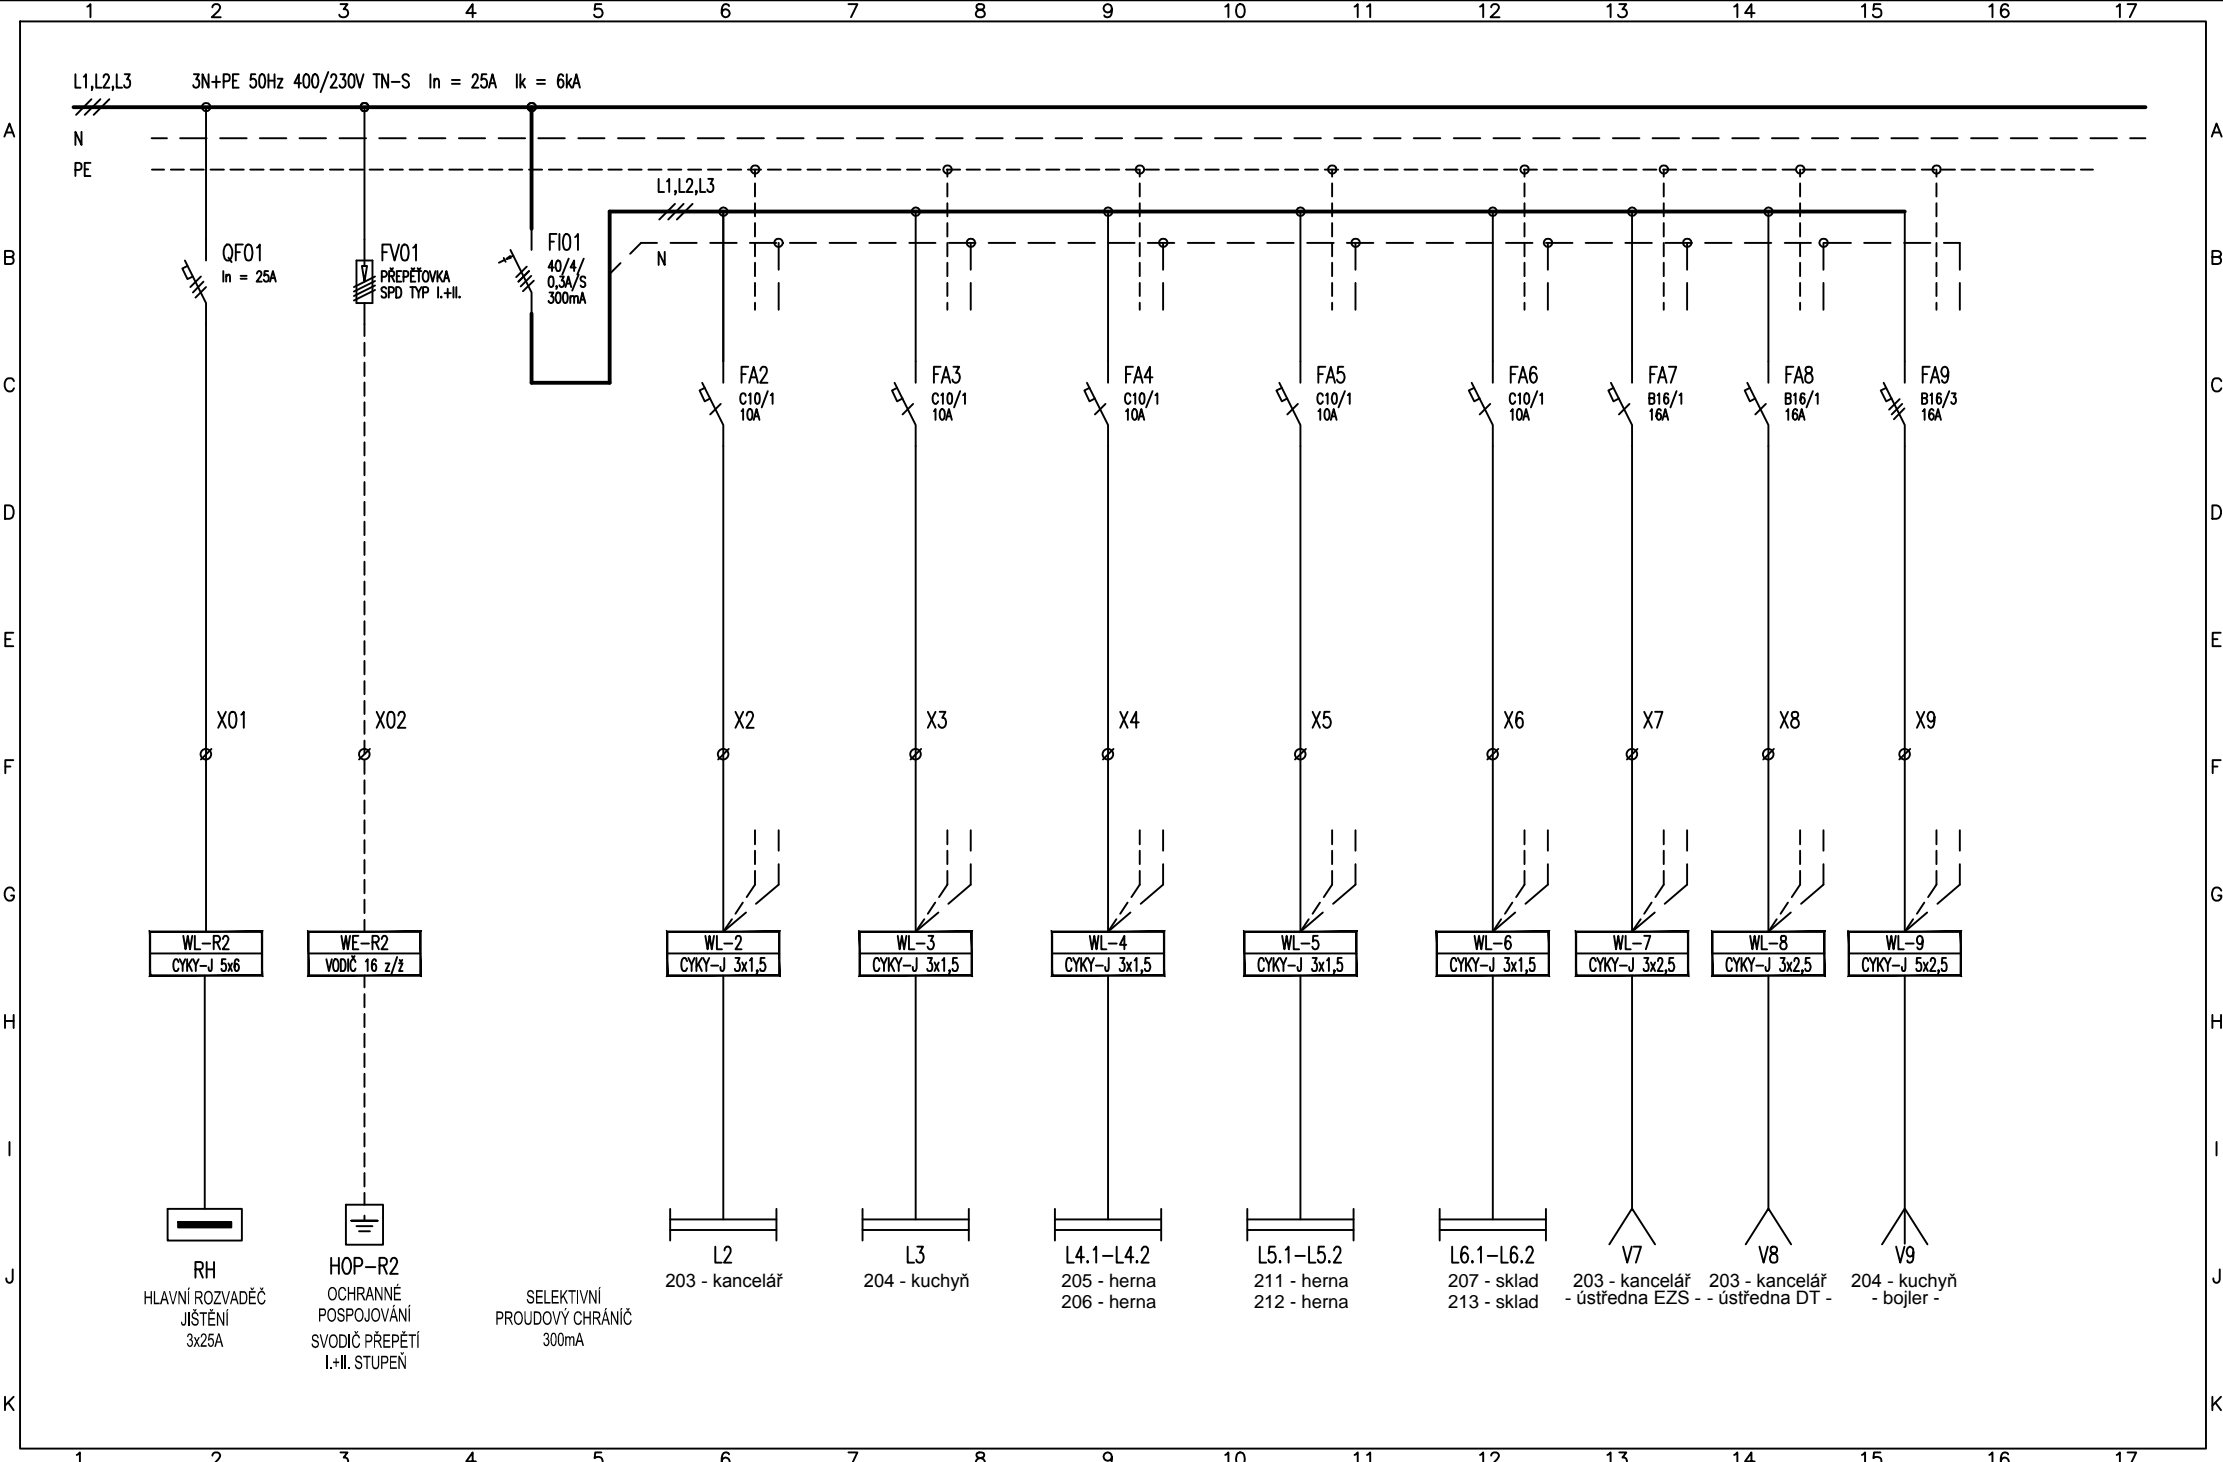 1 2 3 4 5 6 7 8 9 10 11 12 13 14 15 16 17
L1,L2,L3 3N+PE 50Hz 400/230V TN-S In = 25A Ik = 6kA
A N A
PE
L1,L2,L3
N
B B
QF01
In = 25A
FV01
PŘEPĚŤOVKA
SPD TYP I.+II.
FI01
40/4/
0,3A/S
300mA
C C
FA2
C10/1
10A
FA3
C10/1
10A
FA4
C10/1
10A
FA5
C10/1
10A
FA6
C10/1
10A
FA7
B16/1
16A
FA8
B16/1
16A
FA9
B16/3
16A
D D
E E
X01 X02 X2 X3 X4 X5 X6 X7 X8 X9
F F
G G
WL-R2
CYKY-J 5x6
WE-R2
VODIČ 16 z/ž
WL-2
CYKY-J 3x1,5
WL-3
CYKY-J 3x1,5
WL-4
CYKY-J 3x1,5
WL-5
CYKY-J 3x1,5
WL-6
CYKY-J 3x1,5
WL-7
CYKY-J 3x2,5
WL-8
CYKY-J 3x2,5
WL-9
CYKY-J 5x2,5
H H
I I
J J
RH
HLAVNÍ ROZVADĚČ
JIŠTĚNÍ
3x25A
HOP-R2
OCHRANNÉ
POSPOJOVÁNÍ
SVODIČ PŘEPĚTÍ
I.+II. STUPEŇ
SELEKTIVNÍ
PROUDOVÝ CHRÁNIČ
300mA
L2
203 - kancelář
L3
204 - kuchyň
L4.1-L4.2
205 - herna
206 - herna
L5.1-L5.2
211 - herna
212 - herna
L6.1-L6.2
207 - sklad
213 - sklad
V7
203 - kancelář
- ústředna EZS -
V8
203 - kancelář
- ústředna DT -
V9
204 - kuchyň
- bojler -
K K
1 2 3 4 5 6 7 8 9 10 11 12 13 14 15 16 17